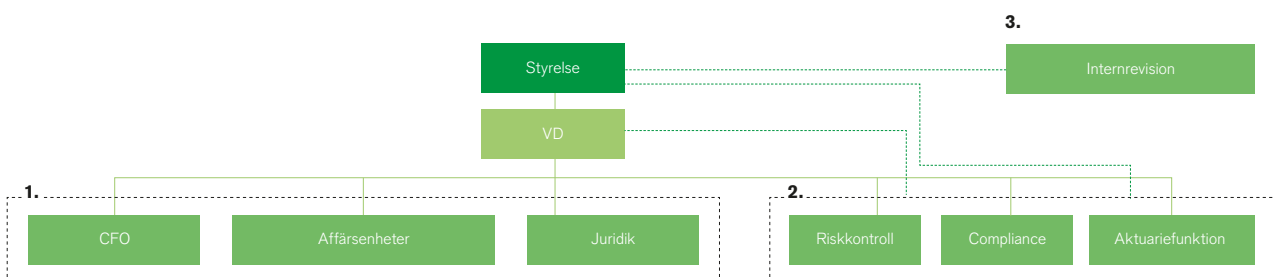 3.
Styrelse
Internrevision
VD
1.
2.
CFO
Affärsenheter
Juridik
Riskkontroll
Compliance
Aktuariefunktion